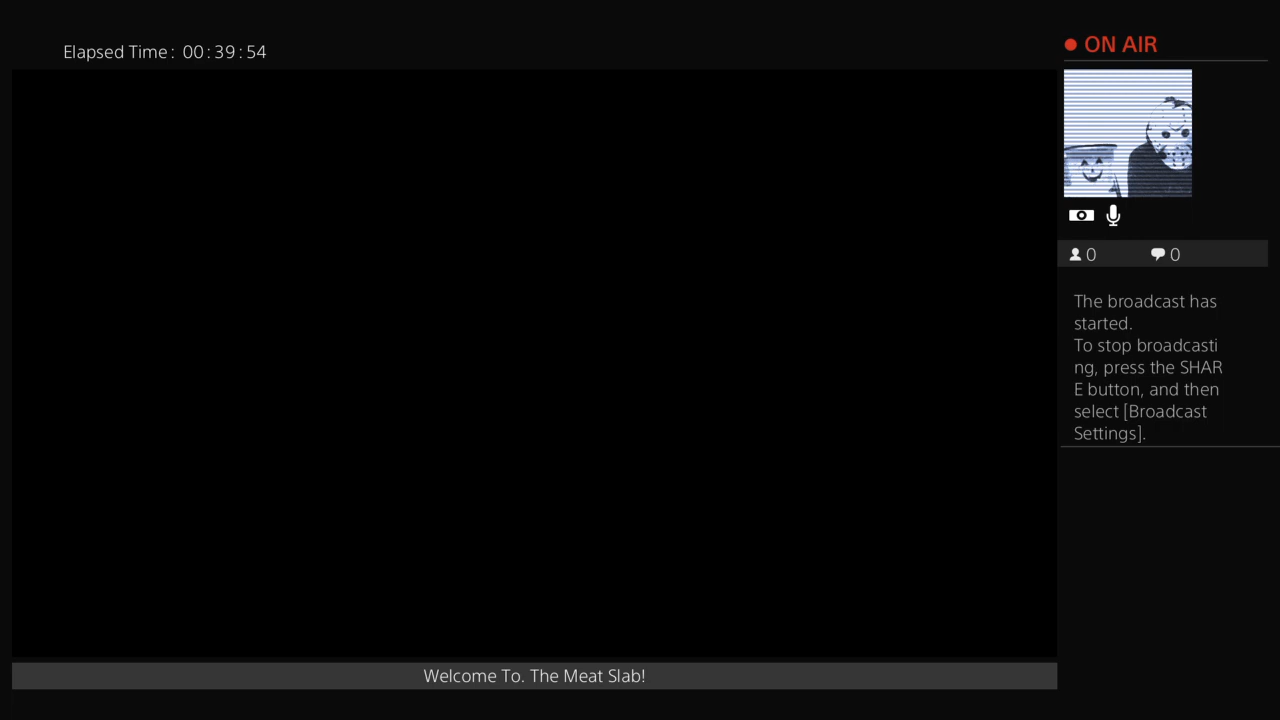 Elapsed Time: 00:39:54
ON AIR
0 0
The broadcast has
started.
To stop broadcasti
ng, press the SHAR
E button, and then
select [Broadcast
Settings].
Welcome To. The Meat Slab!